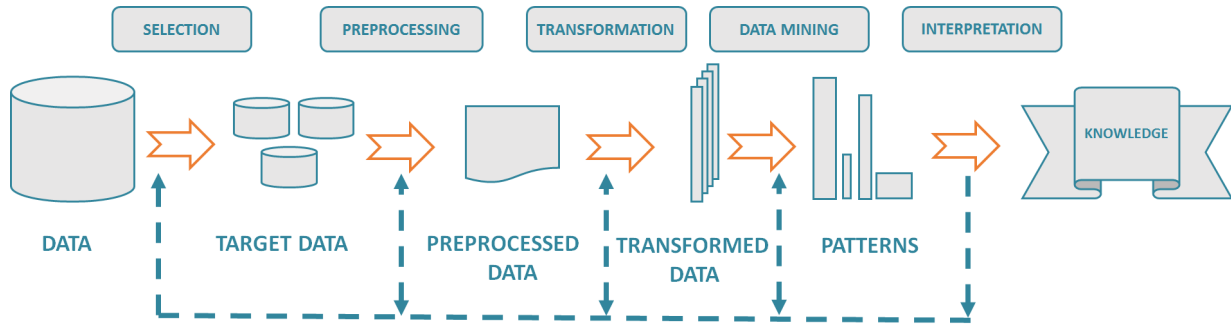 SELECTION
PREPROCESSING
TRANSFORMATION
DATA MINING
INTERPRETATION
KNOWLEDGE
DATA
TARGET DATA
PREPROCESSED
DATA
TRANSFORMED
DATA
PATTERNS